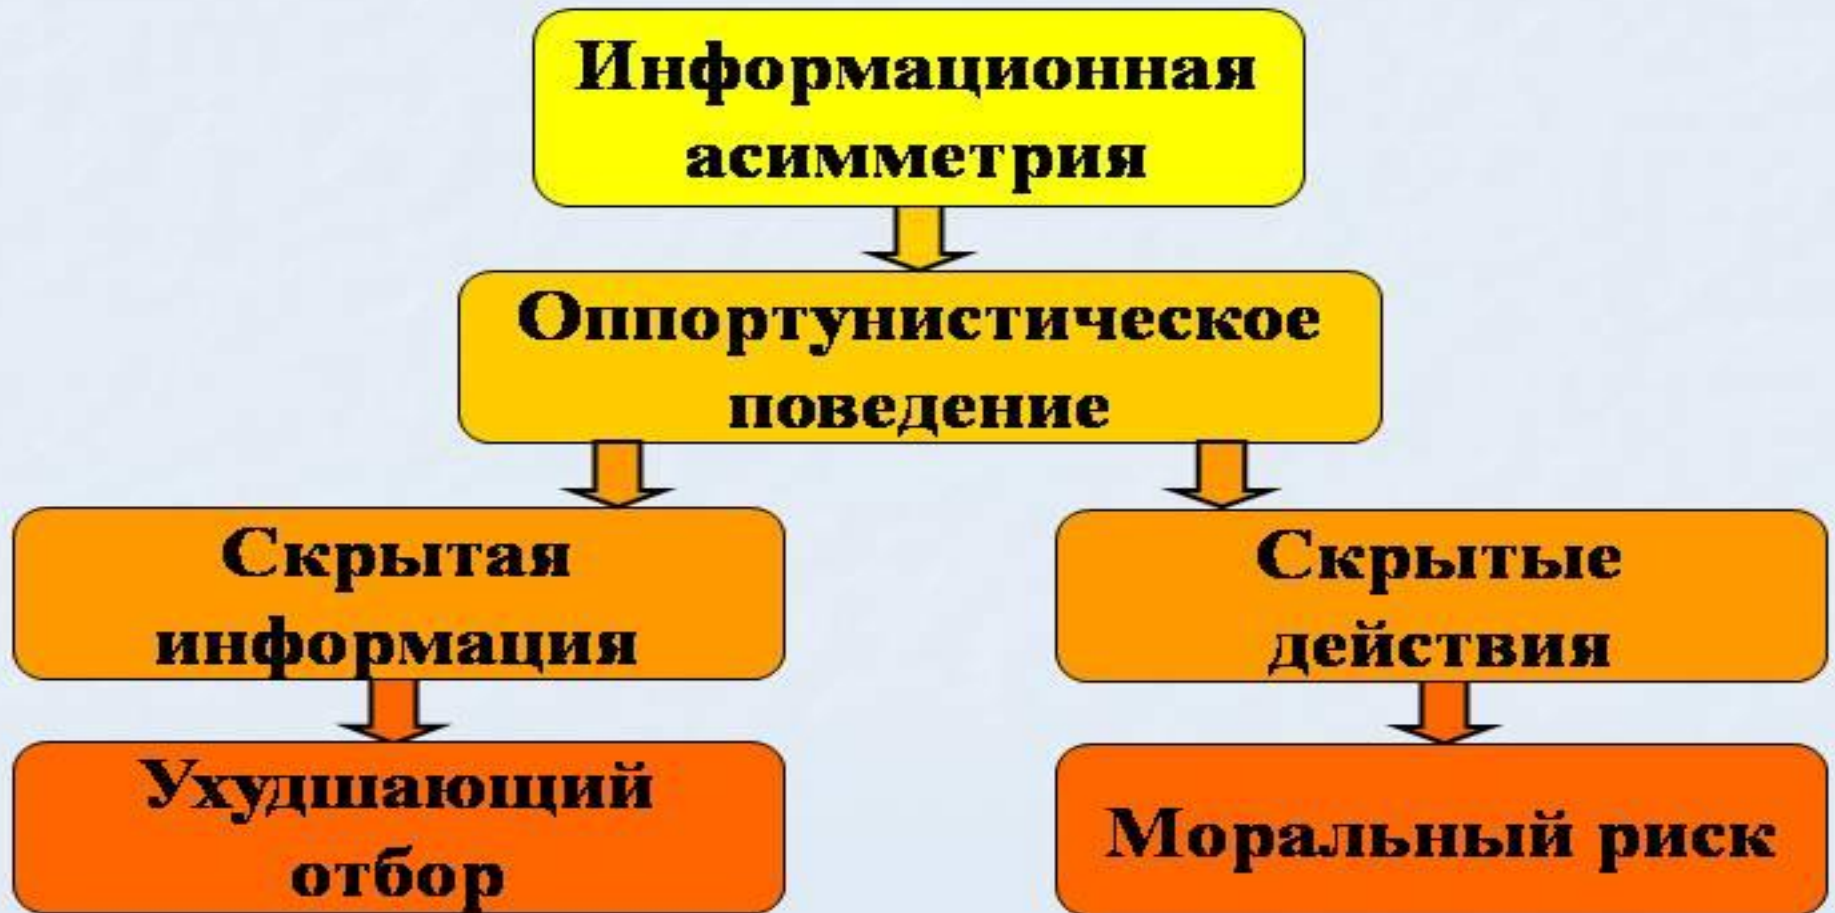 Информационная
асимметрия
Оппортунистическое
поведение
Скрытая
информация
Скрытые
действия
Ухудшающий
отбор
Моральный риск